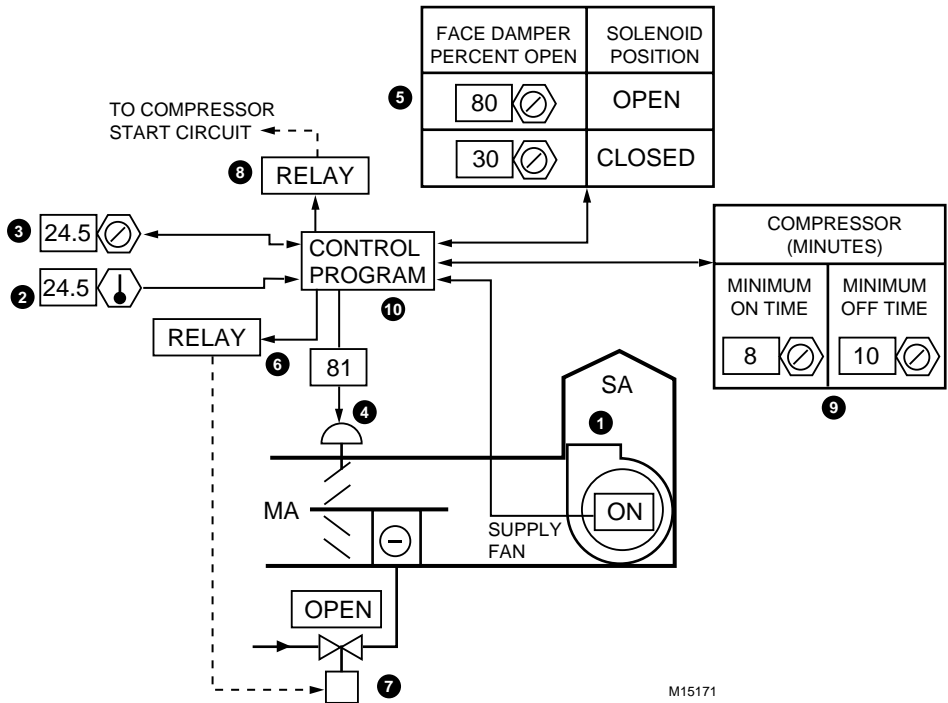 FACE DAMPER
PERCENT OPEN
SOLENOID
POSITION
5
80
OPEN
30
CLOSED
TO COMPRESSOR
START CIRCUIT
8
RELAY
3
24.5
CONTROL
PROGRAM
2
24.5
10
COMPRESSOR
(MINUTES)
MINIMUM
ON TIME
MINIMUM
OFF TIME
8
10
9
RELAY
6
81
4
SA
1
MA
ON
SUPPLY
FAN
OPEN
7
M15171